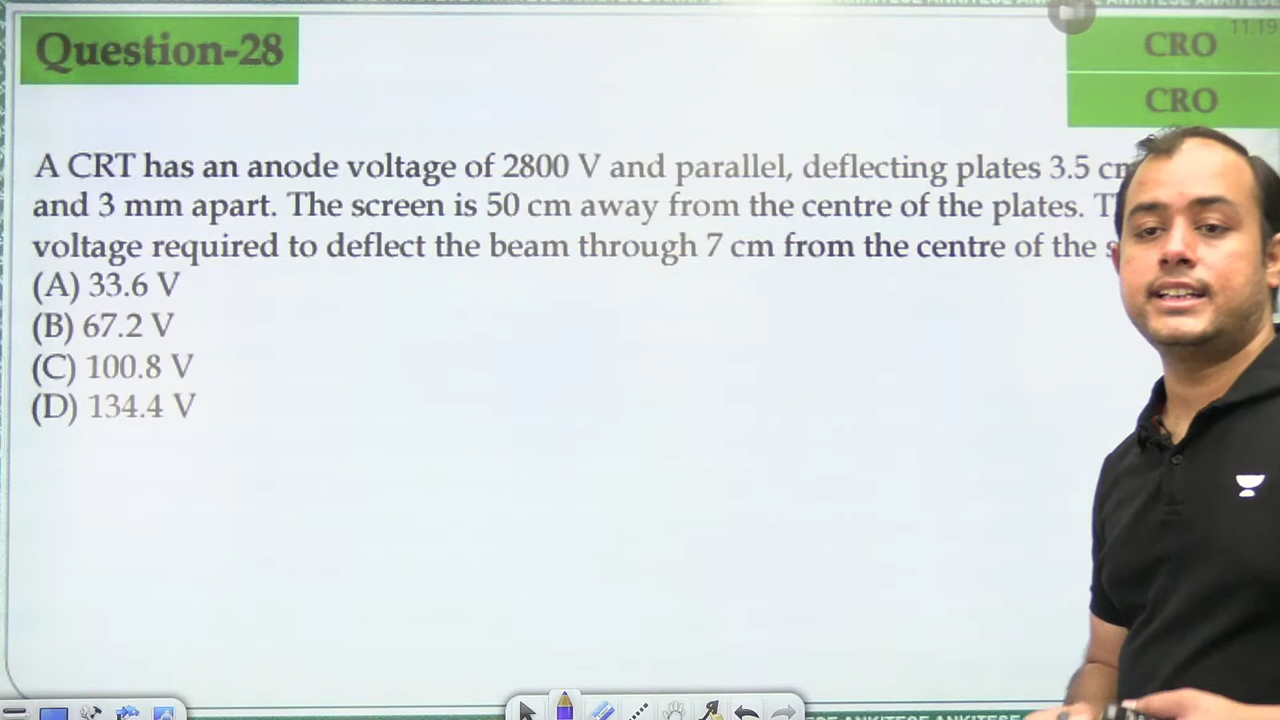 Question-28
CRO
11:19
CRO
A CRT has an anode voltage of 2800 V and parallel, deflecting plates 3.5
and 3 mm apart. The screen is 50 cm away from the centre of the plates.
voltage required to deflect the beam through 7 cm from the centre of the
(A) 33.6 V
(B) 67.2 V
(C) 100.8 V
(D) 134.4 V